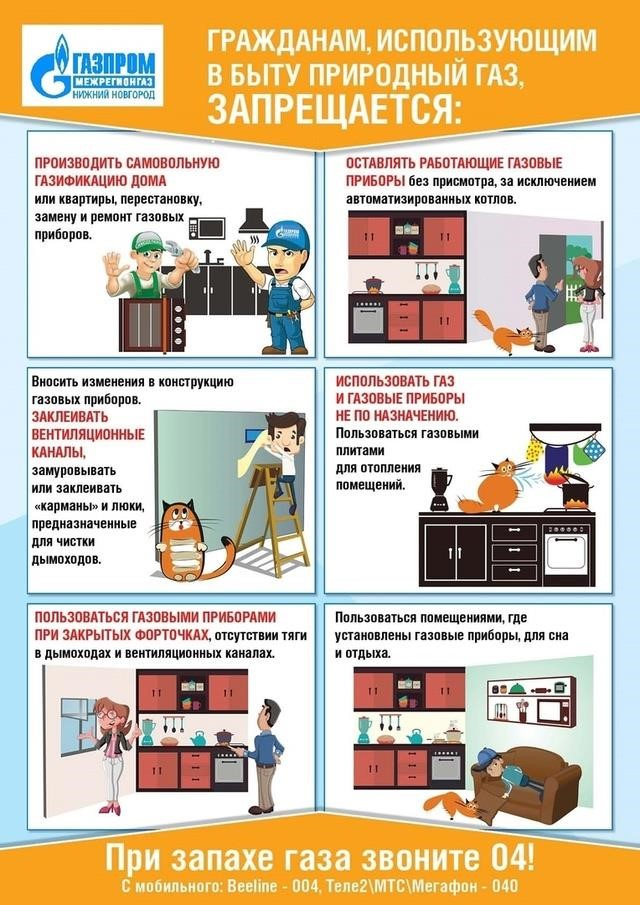 ГАЗПРОМ
МЕЖРЕГИОНГАЗ
НИЖНИЙ НОВГОРОД
ГРАЖДАНАМ, ИСПОЛЬЗУЮЩИМ
В БЫТУ ПРИРОДНЫЙ ГАЗ,
ЗАПРЕЩАЕТСЯ:
ПРОИЗВОДИТЬ САМОВОЛЬНУЮ
ГАЗИФИКАЦИЮ ДОМА
или квартиры, перестановку,
замену и ремонт газовых
приборов.
ОСТАВЛЯТЬ РАБОТАЮЩИЕ ГАЗОВЫЕ
ПРИБОРЫ без присмотра, за исключением
автоматизированных котлов.
Вносить изменения в конструкцию
газовых приборов.
ЗАКЛЕИВАТЬ
ВЕНТИЛЯЦИОННЫЕ
КАНАЛЫ,
замуровывать
или заклеивать
«карманы» и люки,
предназначенные
для чистки
дымоходов.
ИСПОЛЬЗОВАТЬ ГАЗ
И ГАЗОВЫЕ ПРИБОРЫ
НЕ ПО НАЗНАЧЕНИЮ.
Пользоваться газовыми
плитами
для отопления
помещений.
ПОЛЬЗОВАТЬСЯ ГАЗОВЫМИ ПРИБОРАМИ
ПРИ ЗАКРЫТЫХ ФОРТОЧКАХ, отсутствии тяги
в дымоходах и вентиляционных каналах.
Пользоваться помещениями, где
установлены газовые приборы, для сна
и отдыха.
При запахе газа звоните 04!
С мобильного: Beeline - 004, Теле2\МТС\Мегафон - 040